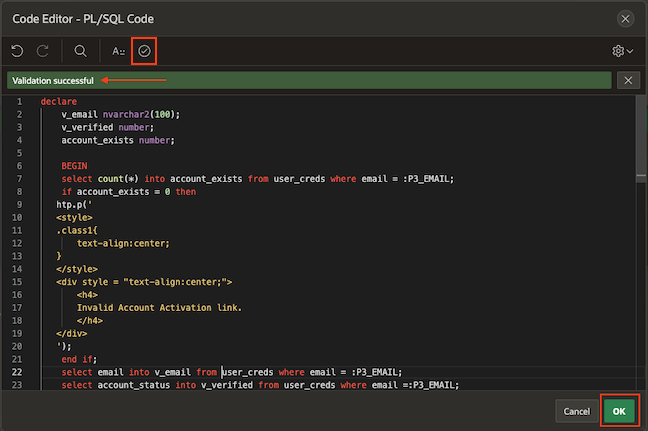 Code Editor - PL/SQL Code
A
Validation successful
1 declare
2 v_email nvarchar2(100);
3 v_verified number;
4 account_exists number;
5
6 BEGIN
7 select count(*) into account_exists from user_creds where email = :P3_EMAIL;
8 if account_exists = 0 then
9 htp.p('
10 <style>
11 .class1{
12 text-align:center;
13 }
14 </style>
15 <div style = "text-align:center;">
16 <h4>
17 Invalid Account Activation link.
18 </h4>
19 </div>
20 ');
21 end if;
22 select email into v_email from user_creds where email = :P3_EMAIL;
23 select account_status into v_verified from user_creds where email =:P3_EMAIL;
Cancel OK